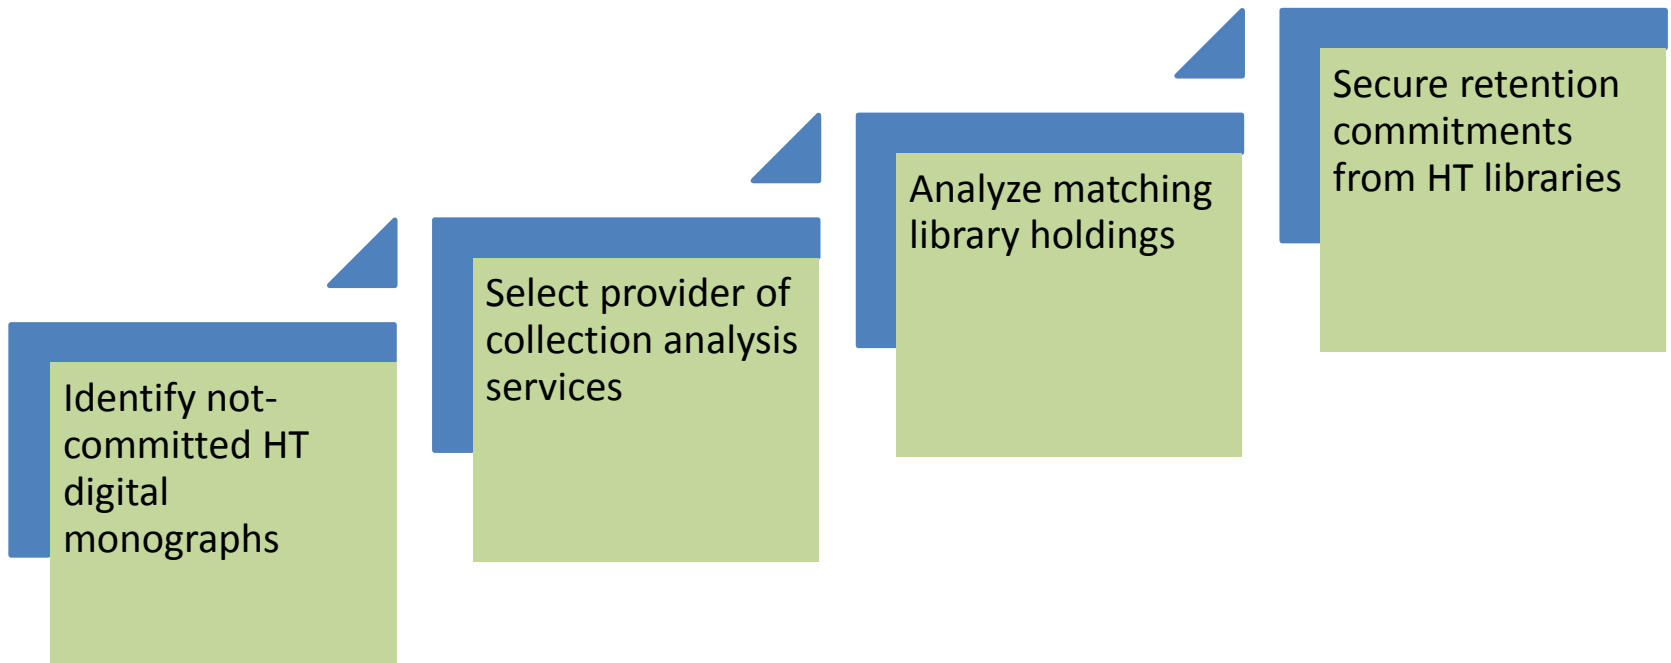 Identify not-
committed HT
digital
monographs
Select provider of
collection analysis
services
Analyze matching
library holdings
Secure retention
commitments
from HT libraries